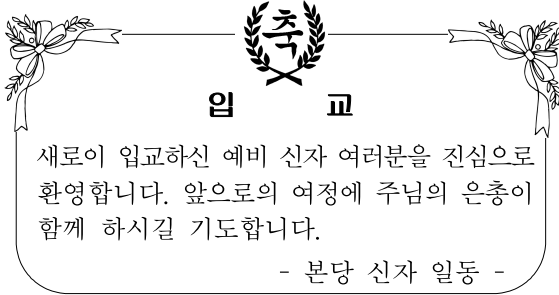 축
입 교
새로이 입교하신 예비 신자 여러분을 진심으로
환영합니다. 앞으로의 여정에 주님의 은총이
함께 하시길 기도합니다.
- 본당 신자 일동 -